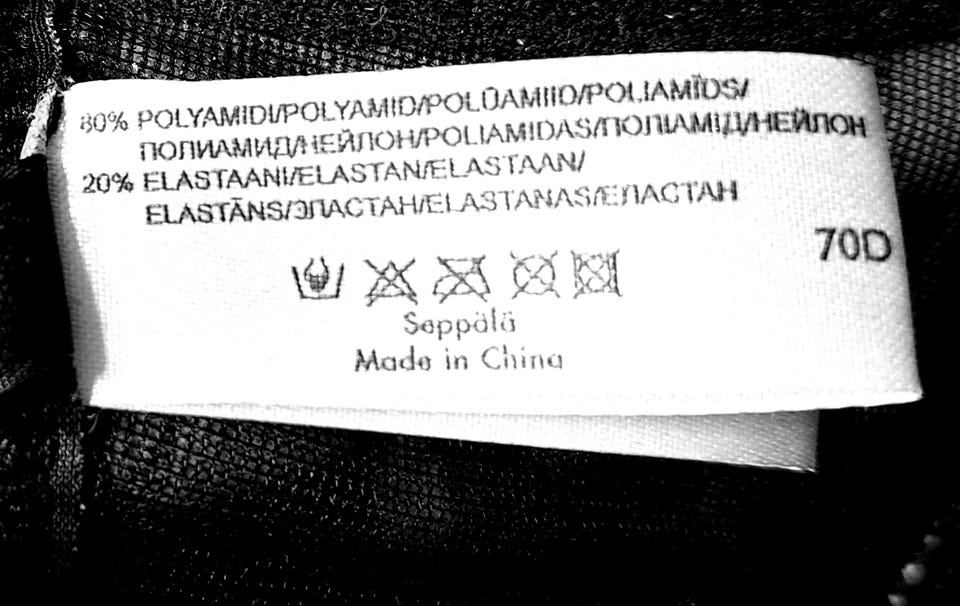 80% POLYAMIDI/POLYAMID/POLÜAMIID/POLIAMĪDS/
ПОЛИАМИД/НЕЙЛОН/POLIAMIDAS/ПОЛІАМІД/НЕЙЛОН
20% ELASTAANI/ELASTAN/ELASTAAN/
ELASTĀNS/ЭЛАСТАН/ELASTANAS/ЕЛАСТАН
70D
Seppälä
Made in China